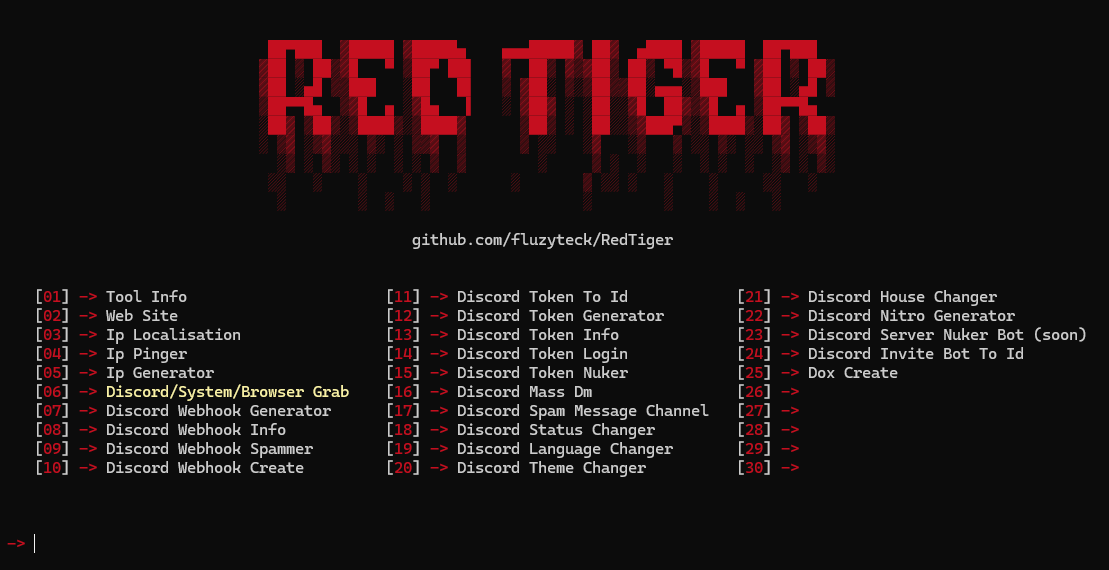 RED TIGER
github.com/fluzyteck/RedTiger
[01] -> Tool Info [11] -> Discord Token To Id [21] -> Discord House Changer
[02] -> Web Site [12] -> Discord Token Generator [22] -> Discord Nitro Generator
[03] -> Ip Localisation [13] -> Discord Token Info [23] -> Discord Server Nuker Bot (soon)
[04] -> Ip Pinger [14] -> Discord Token Login [24] -> Discord Invite Bot To Id
[05] -> Ip Generator [15] -> Discord Token Nuker [25] -> Dox Create
[06] -> Discord/System/Browser Grab [16] -> Discord Mass Dm [26] ->
[07] -> Discord Webhook Generator [17] -> Discord Spam Message Channel [27] ->
[08] -> Discord Webhook Info [18] -> Discord Status Changer [28] ->
[09] -> Discord Webhook Spammer [19] -> Discord Language Changer [29] ->
[10] -> Discord Webhook Create [20] -> Discord Theme Changer [30] ->
->